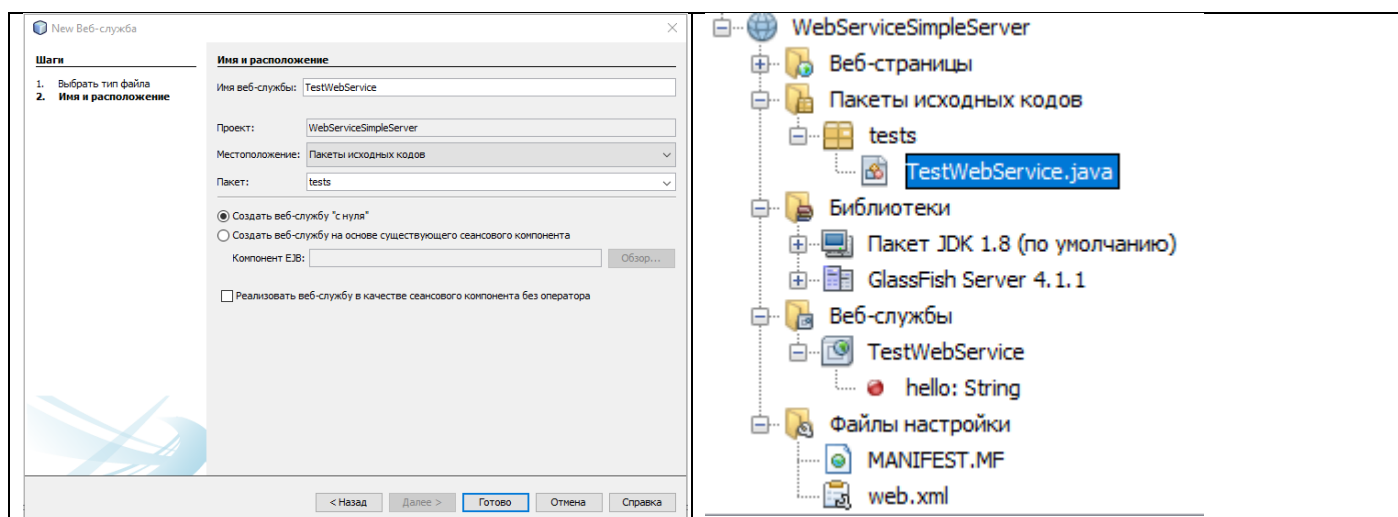 New Веб-служба
Шаги
1. Выбрать тип файла
2. Имя и расположение
Имя и расположение
Имя веб-службы: TestWebService
Проект: WebServiceSimpleServer
Местоположение: Пакеты исходных кодов
Пакет: tests
Создать веб-службу "с нуля"
Создать веб-службу на основе существующего сеансового компонента
Компонент EJB: Обзор...
Реализовать веб-службу в качестве сеансового компонента без оператора
< Назад Далее > Готово Отмена Справка
WebServiceSimpleServer
Веб-страницы
Пакеты исходных кодов
tests
TestWebService.java
Библиотеки
Пакет JDK 1.8 (по умолчанию)
GlassFish Server 4.1.1
Веб-службы
TestWebService
hello: String
Файлы настройки
MANIFEST.MF
web.xml